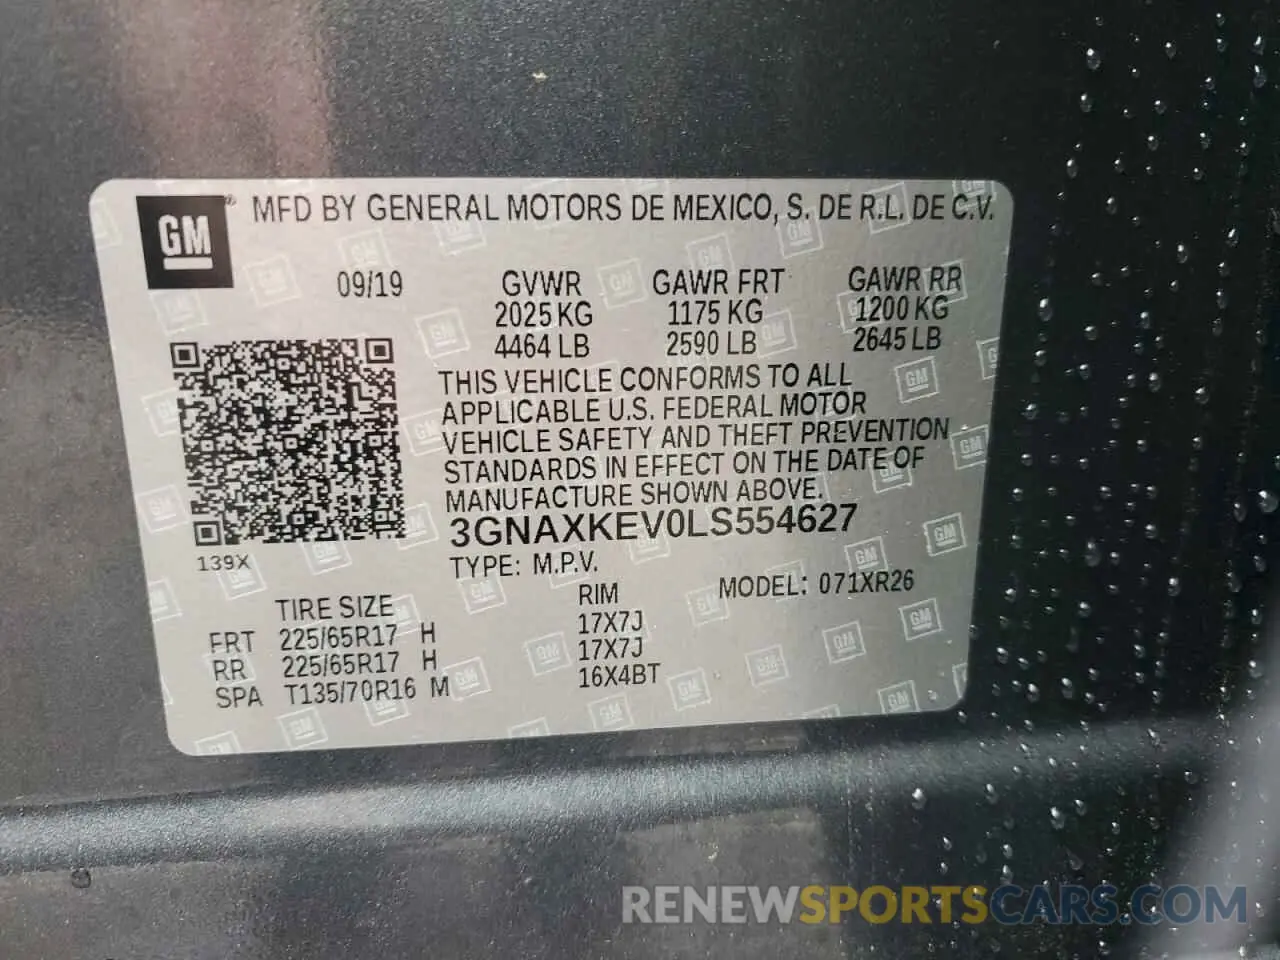 GM ® MFD BY GENERAL MOTORS DE MEXICO, S. DE R.L. DE C.V.
09/19 GVWR GAWR FRT GAWR RR
2025 KG 1175 KG 1200 KG
4464 LB 2590 LB 2645 LB
THIS VEHICLE CONFORMS TO ALL
APPLICABLE U.S. FEDERAL MOTOR
VEHICLE SAFETY AND THEFT PREVENTION
STANDARDS IN EFFECT ON THE DATE OF
MANUFACTURE SHOWN ABOVE.
3GNAXKEV0LS554627
139X
TYPE: M.P.V.
MODEL: 071XR26
TIRE SIZE RIM
FRT 225/65R17 H 17X7J
RR 225/65R17 H 17X7J
SPA T135/70R16 M 16X4BT
RENEWSPORTSCARS.COM